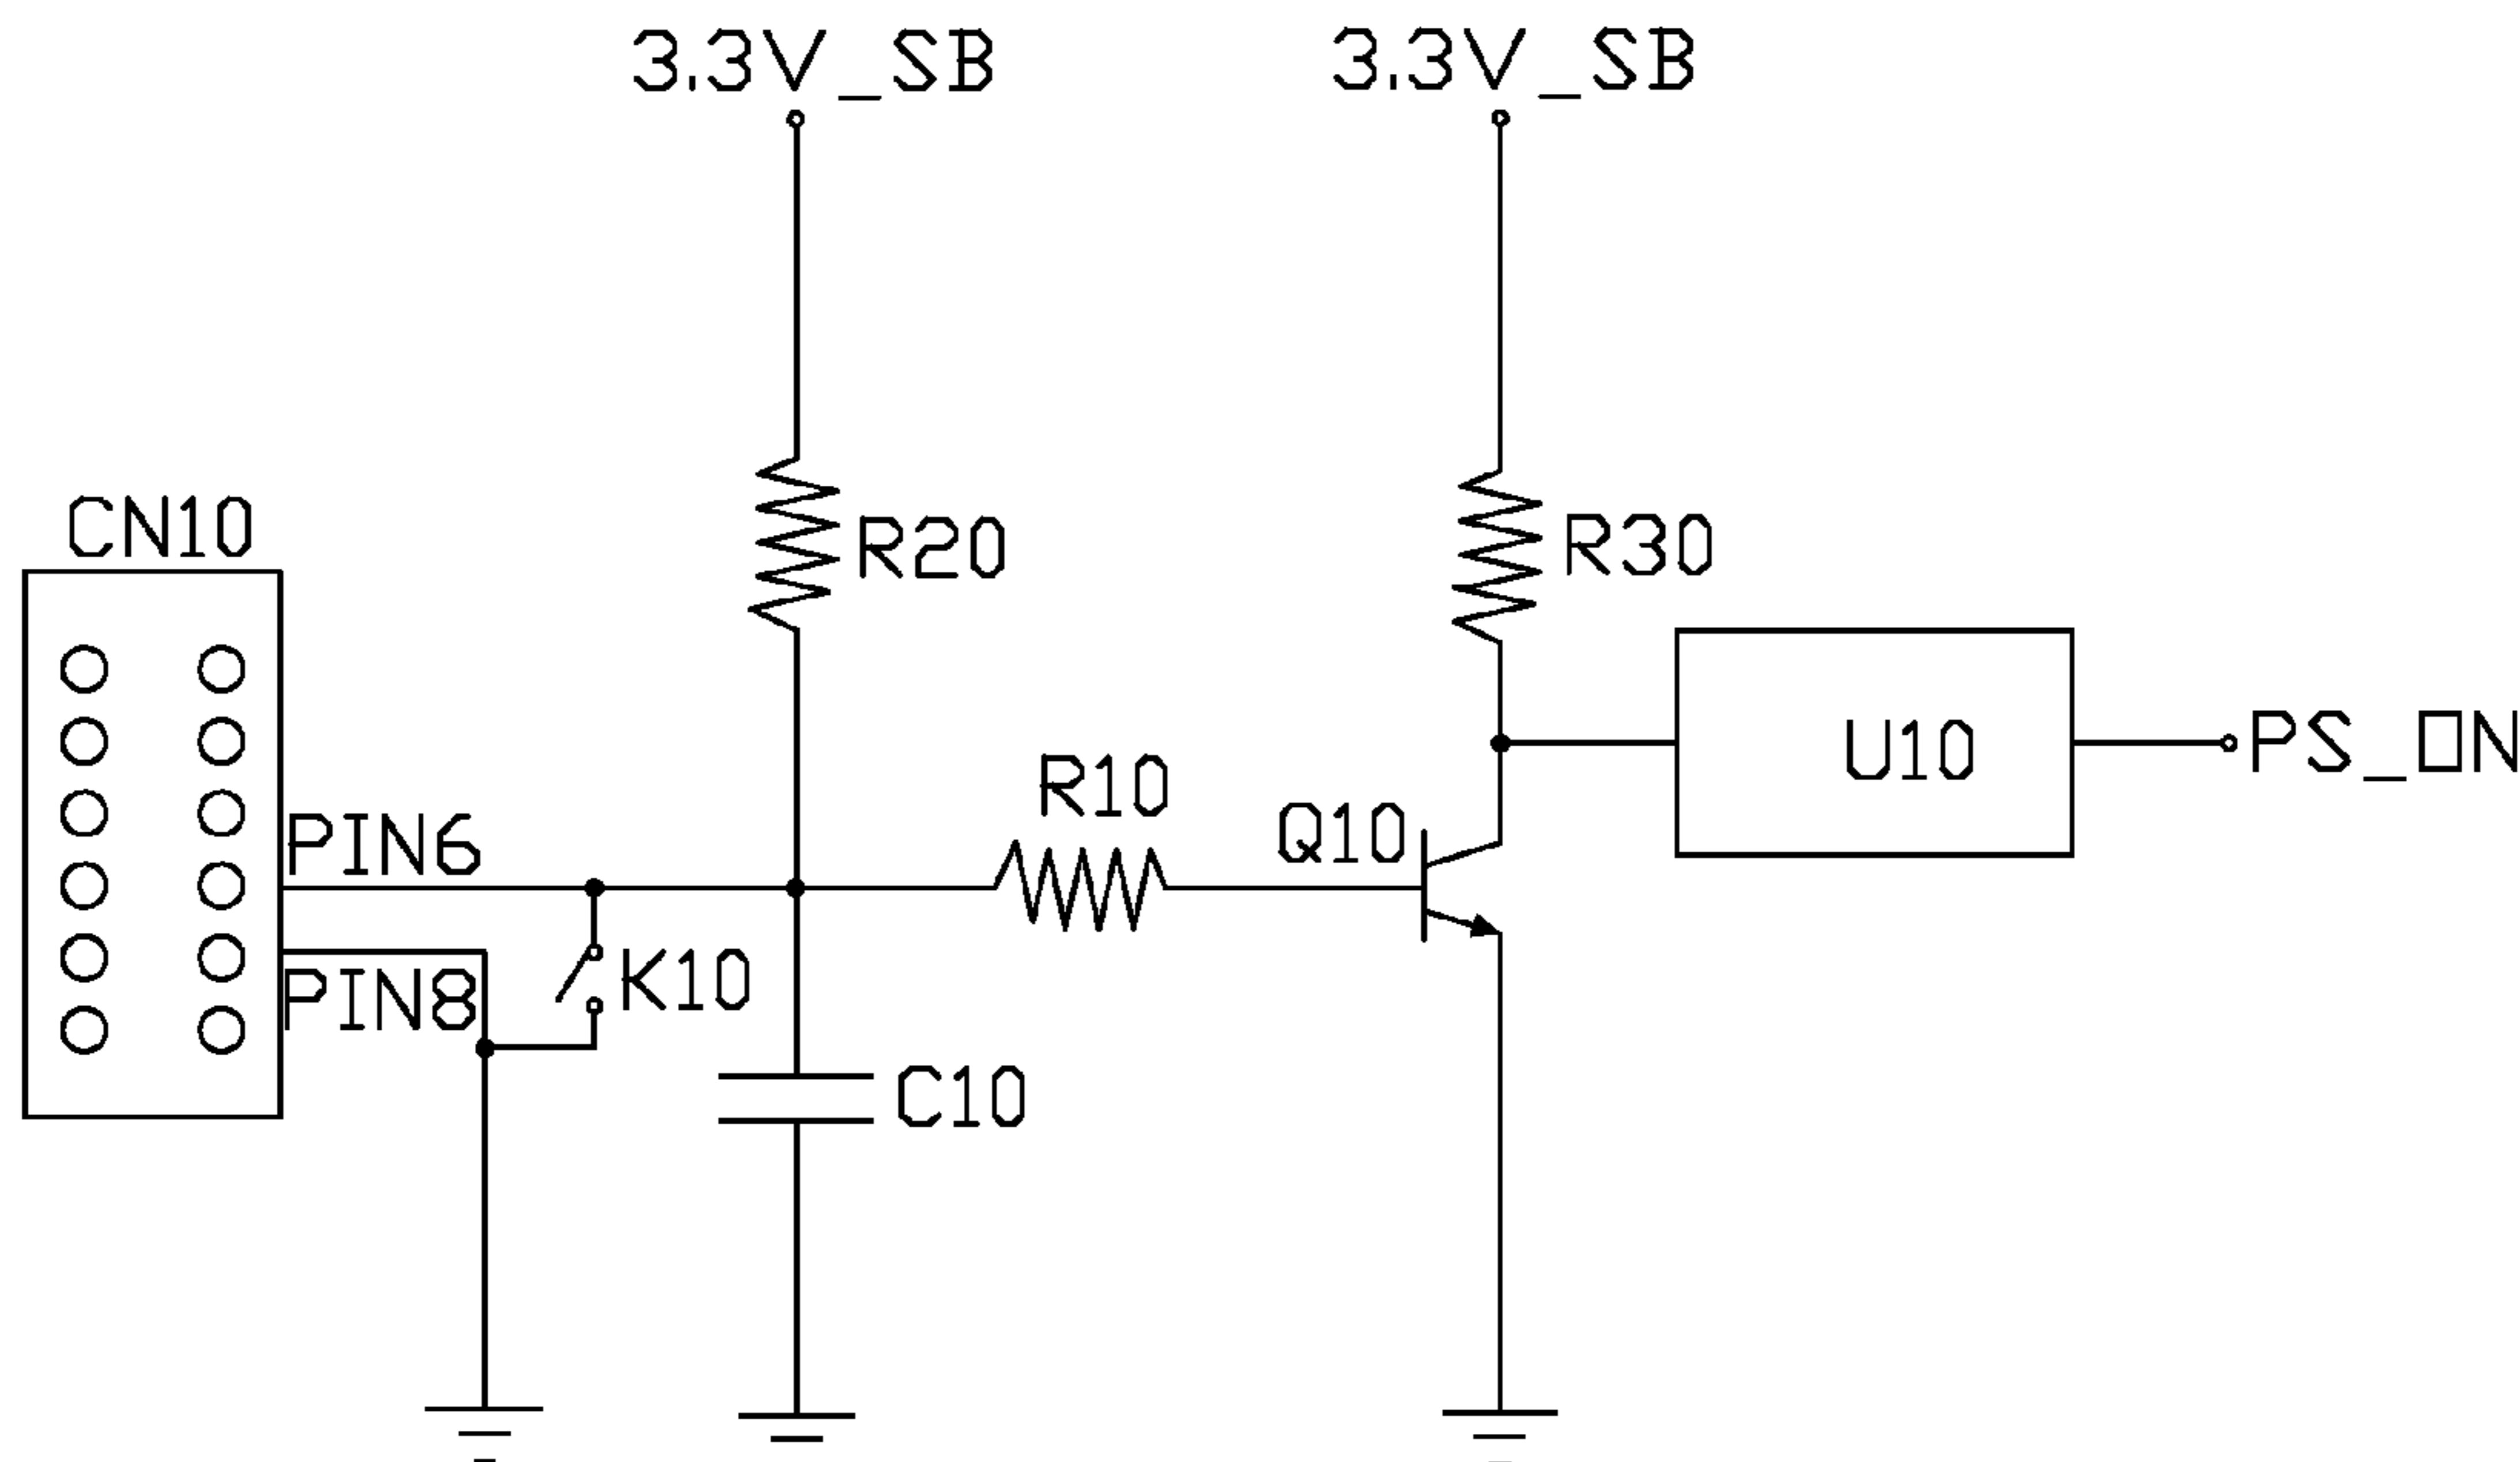 3.3V_SB
3.3V_SB
CN10
R20
R30
PIN6
R10
Q10
U10
PS_ON
PIN8
K10
C10